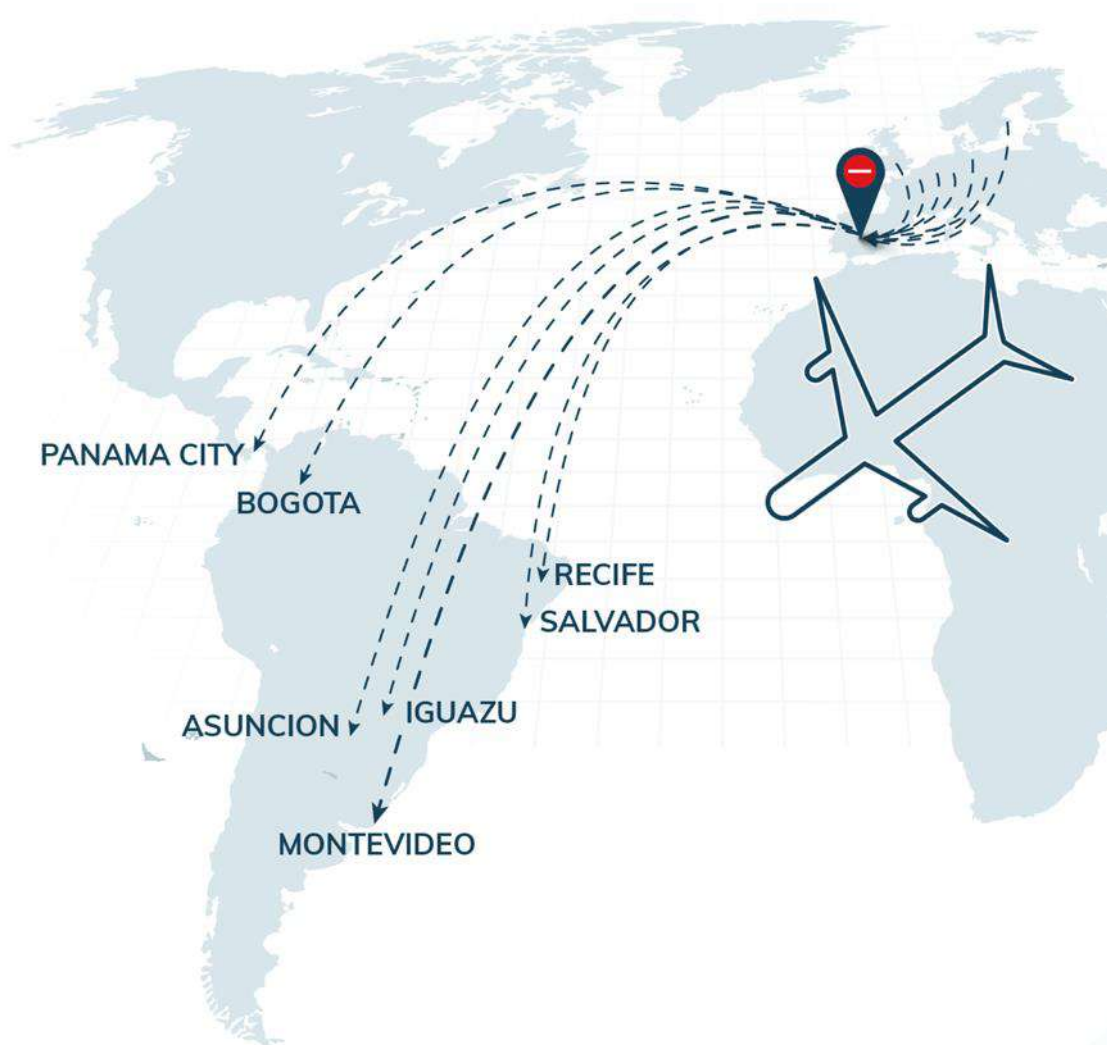 PANAMA CITY
BOGOTA
RECIFE
SALVADOR
IGUAZU
ASUNCION
MONTEVIDEO